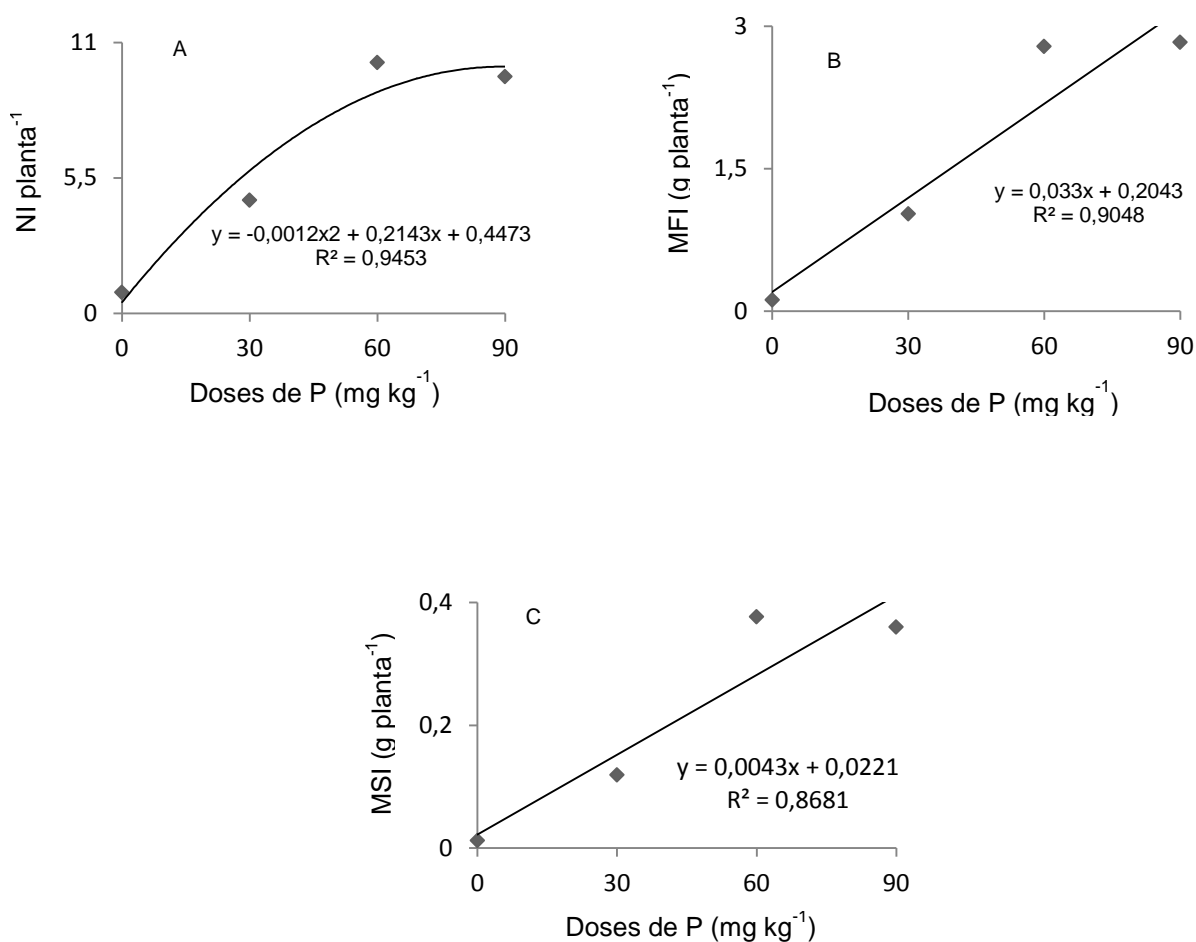 A
11
5,5
0
NI planta⁻¹
y = -0,0012x2 + 0,2143x + 0,4473
R² = 0,9453
0 30 60 90
Doses de P (mg kg⁻¹)
B
3
1,5
0
MFI (g planta⁻¹)
y = 0,033x + 0,2043
R² = 0,9048
0 30 60 90
Doses de P (mg kg⁻¹)
C
0,4
0,2
0
MSI (g planta⁻¹)
y = 0,0043x + 0,0221
R² = 0,8681
0 30 60 90
Doses de P (mg kg⁻¹)